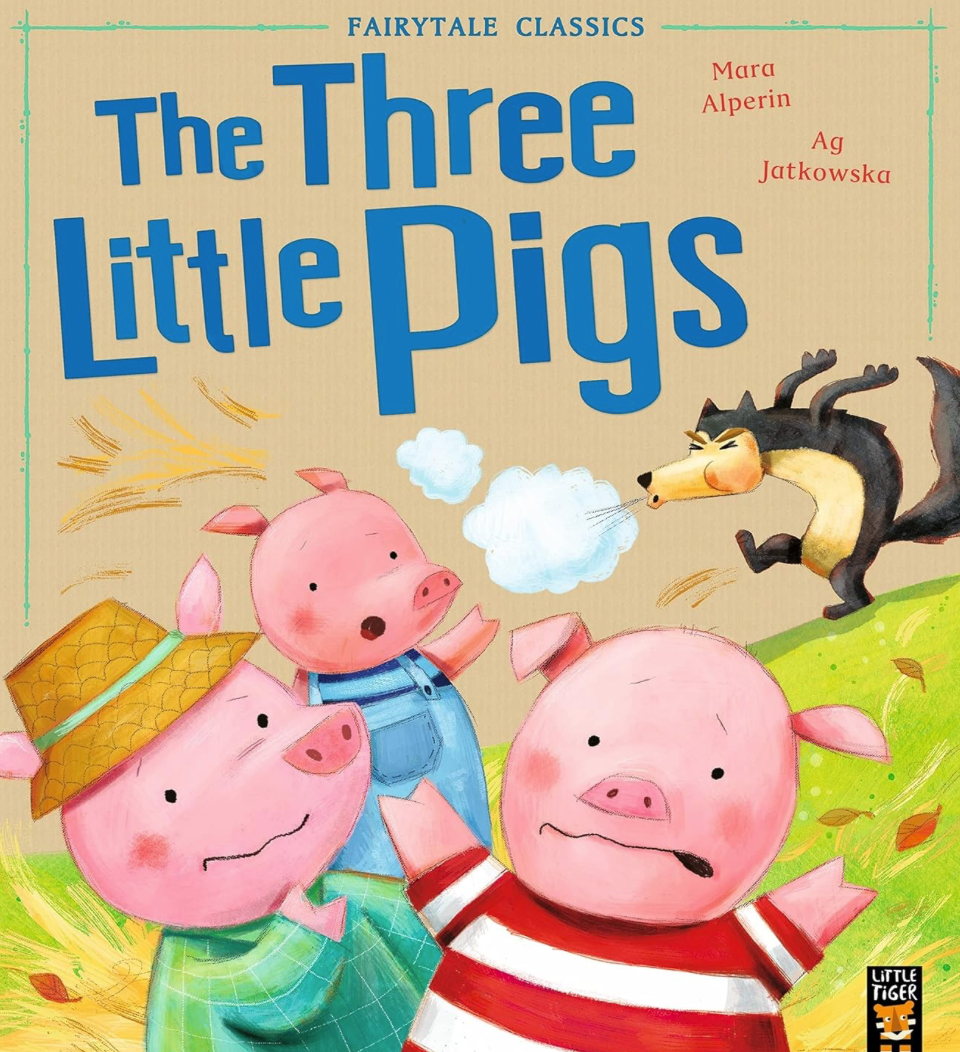 FAIRYTALE CLASSICS
The Three
Little Pigs
Mara
Alperin
Ag
Jatkowska
LiTTLE
TiGER